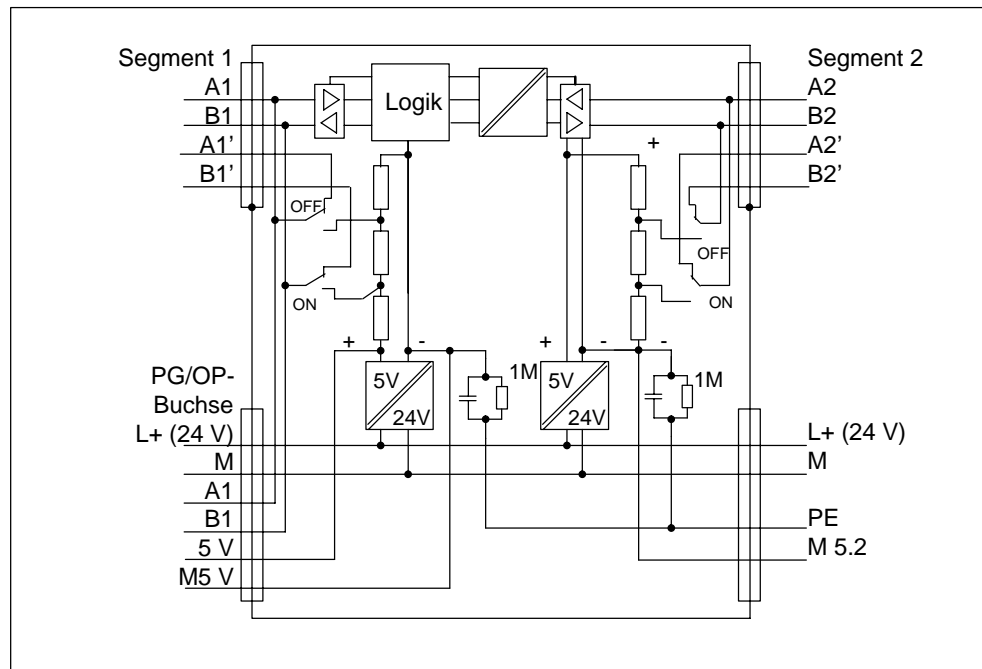 Segment 1
A1
B1
A1’
B1’
Logik
Segment 2
A2
B2
A2’
B2’
+
OFF
ON
OFF
ON
+
-
+
-
-
5V
24V
1M
5V
24V
1M
PG/OP-
Buchse
L+ (24 V)
M
A1
B1
5 V
M5 V
L+ (24 V)
M
PE
M 5.2